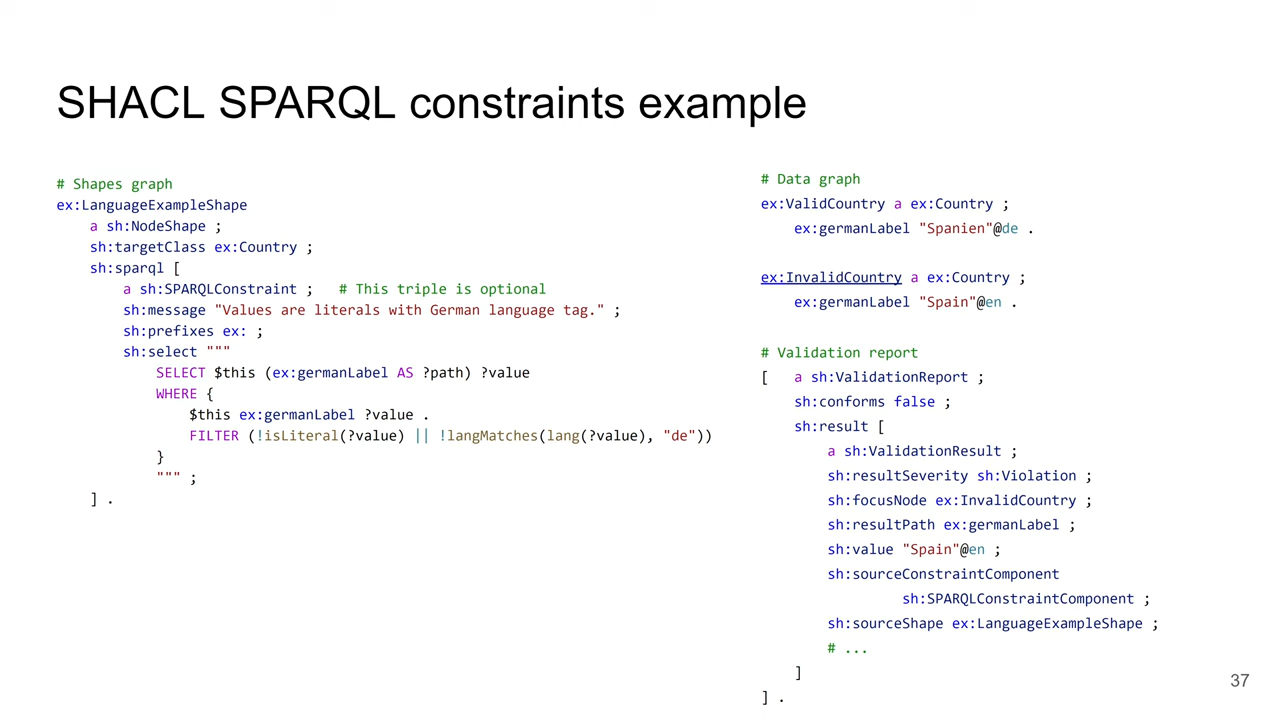 SHACL SPARQL constraints example
# Shapes graph
ex:LanguageExampleShape
    a sh:NodeShape ;
    sh:targetClass ex:Country ;
    sh:sparql [
        a sh:SPARQLConstraint ;   # This triple is optional
        sh:message "Values are literals with German language tag." ;
        sh:prefixes ex: ;
        sh:select """
            SELECT $this (ex:germanLabel AS ?path) ?value
            WHERE {
                $this ex:germanLabel ?value .
                FILTER (!isLiteral(?value) || !langMatches(lang(?value), "de"))
            }
            """ ;
    ] .
# Data graph
ex:ValidCountry a ex:Country ;
    ex:germanLabel "Spanien"@de .
ex:InvalidCountry a ex:Country ;
    ex:germanLabel "Spain"@en .
# Validation report
[   a sh:ValidationReport ;
    sh:conforms false ;
    sh:result [
        a sh:ValidationResult ;
        sh:resultSeverity sh:Violation ;
        sh:focusNode ex:InvalidCountry ;
        sh:resultPath ex:germanLabel ;
        sh:value "Spain"@en ;
        sh:sourceConstraintComponent
                 sh:SPARQLConstraintComponent ;
        sh:sourceShape ex:LanguageExampleShape ;
        # ...
    ]
] .
37